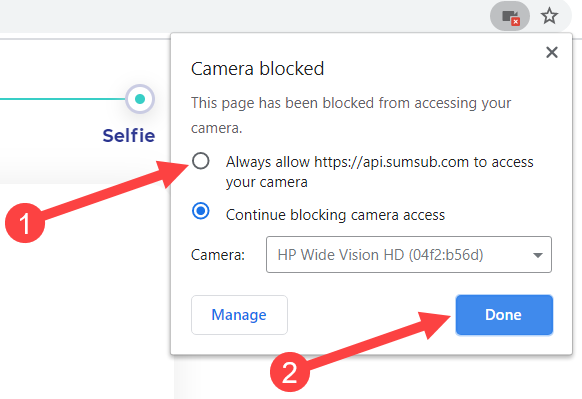 Camera blocked
This page has been blocked from accessing your
camera.
Selfie
1
Always allow https://api.sumsub.com to access
your camera
Continue blocking camera access
Camera:
HP Wide Vision HD (04f2:b56d)
Manage
Done
2